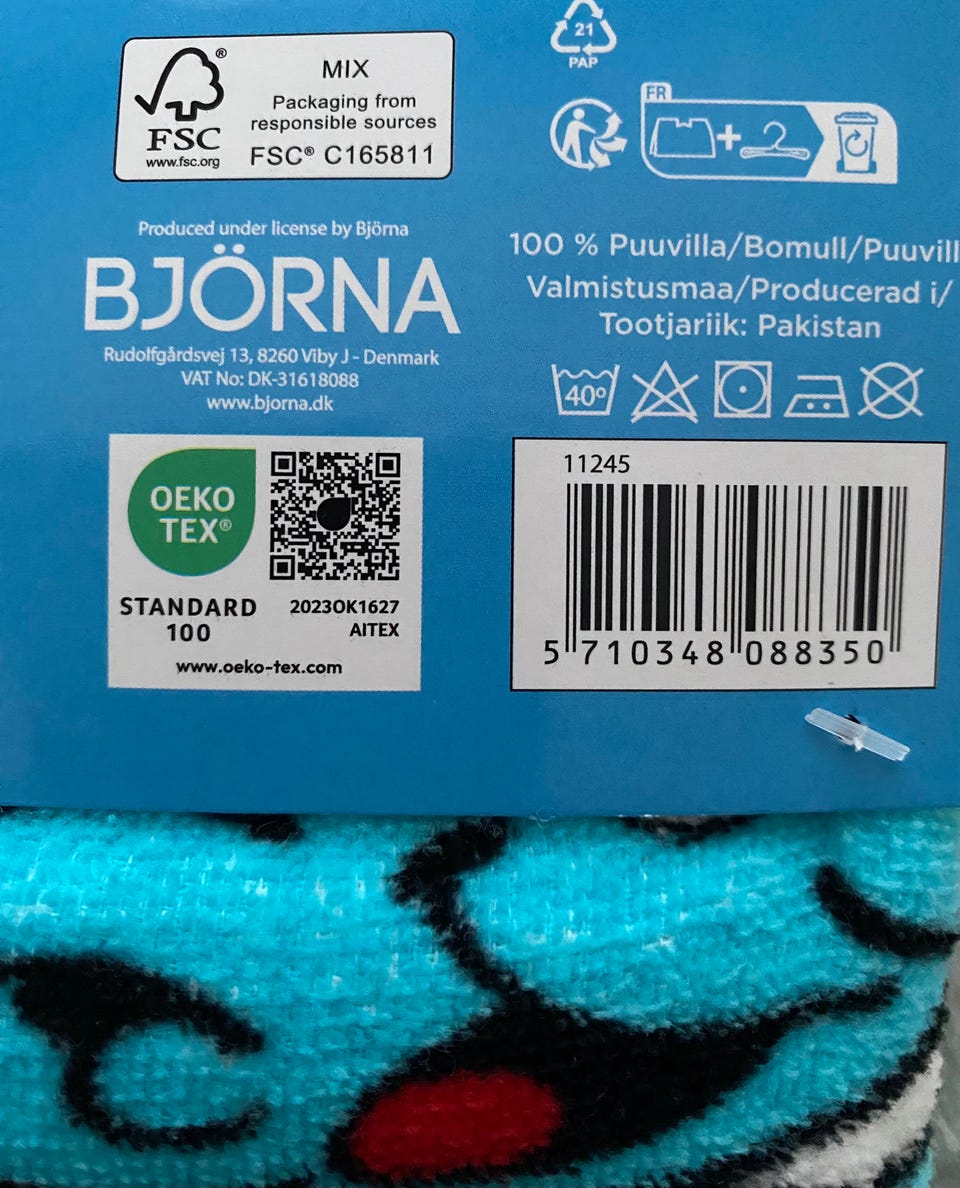 FSC®
www.fsc.org
MIX
Packaging from
responsible sources
FSC® C165811
21
PAP
FR
Produced under license by Björna
BJÖRNA
Rudolfgårdsvej 13, 8260 Viby J - Denmark
VAT No: DK-31618088
www.bjorna.dk
100 % Puuvilla/Bomull/Puuvill
Valmistusmaa/Producerad i/
Tootjariik: Pakistan
40°
OEKO
TEX®
STANDARD
100
2023OK1627
AITEX
www.oeko-tex.com
11245
5 710348 088350